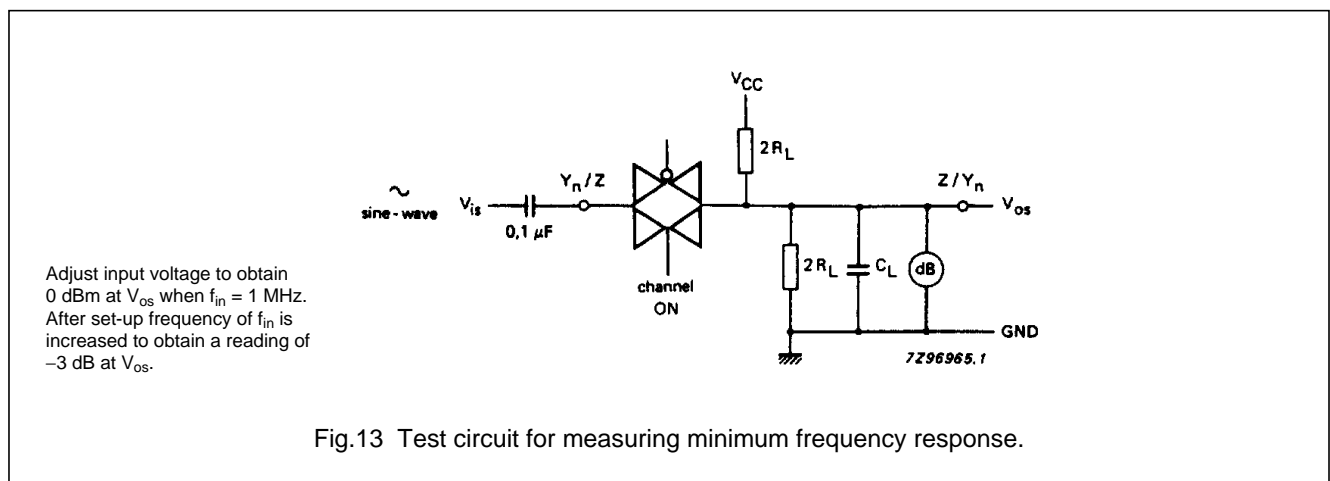 V_CC
2R_L
Y_n/Z
Z/Y_n
~
sine-wave
V_is
V_os
0,1 μF
2R_L
C_L
dB
channel
ON
GND
7Z96965.1
Adjust input voltage to obtain
0 dBm at V_os when f_in = 1 MHz.
After set-up frequency of f_in is
increased to obtain a reading of
−3 dB at V_os.
Fig.13 Test circuit for measuring minimum frequency response.